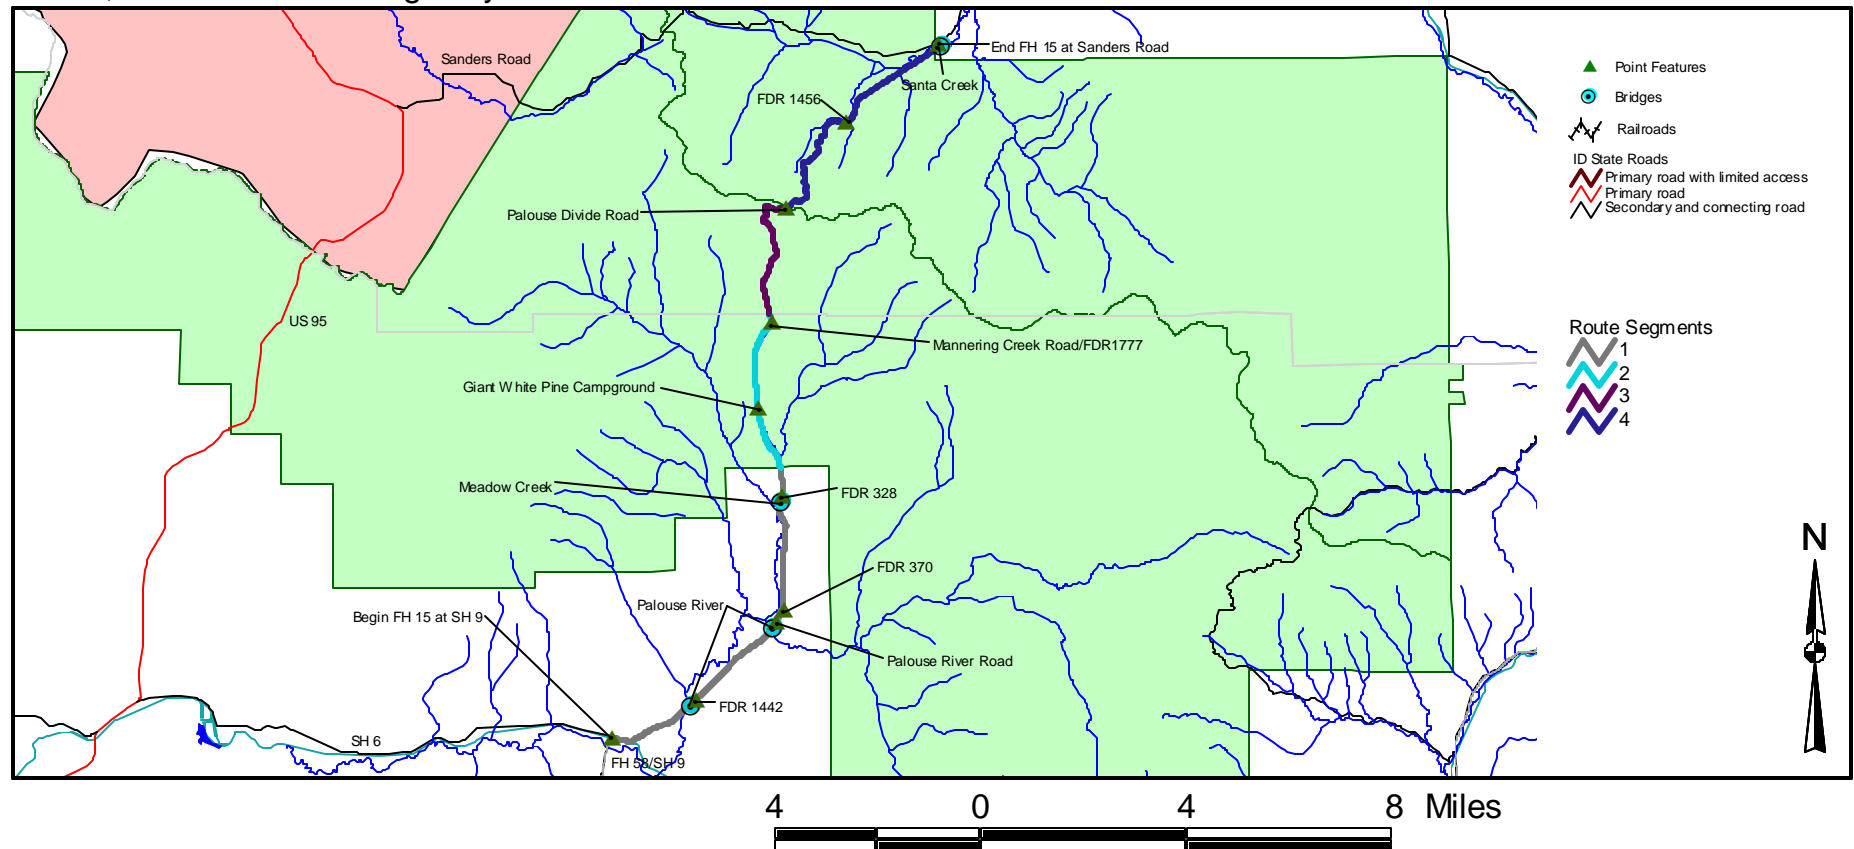 Sanders Road
End FH 15 at Sanders Road
Santa Creek
FDR 1456
Palouse Divide Road
US 95
Mannering Creek Road/FDR1777
Giant White Pine Campground
Meadow Creek
FDR 328
FDR 370
Palouse River
Begin FH 15 at SH 9
Palouse River Road
FDR 1442
SH 6
FH 58/SH 9
Point Features
Bridges
Railroads
ID State Roads
Primary road with limited access
Primary road
Secondary and connecting road
Route Segments
1
2
3
4
N
4 0 4 8 Miles